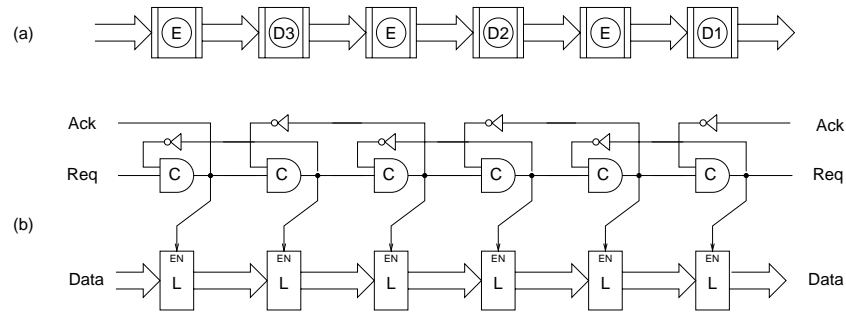 (a) E D3 E D2 E D1
Ack Ack
Req C C C C C C Req
(b)
EN EN EN EN EN EN
Data L L L L L L Data